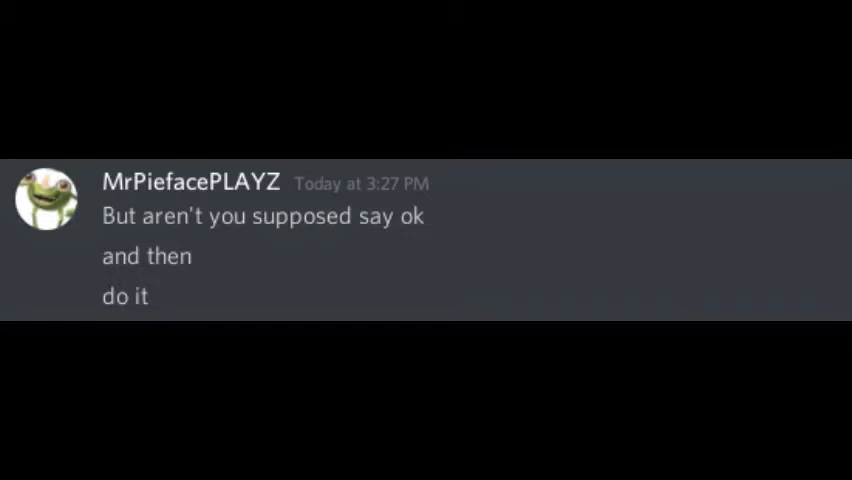 MrPiefacePLAYZ Today at 3:27 PM
But aren't you supposed say ok
and then
do it